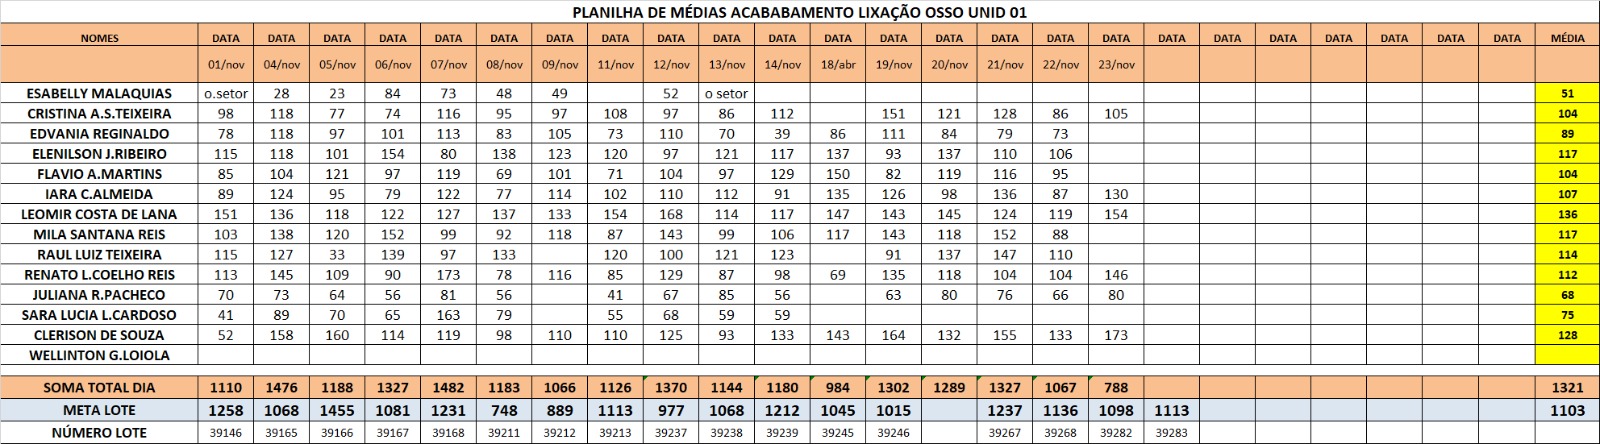 PLANILHA DE MÉDIAS ACABABAMENTO LIXAÇÃO OSSO UNID 01
NOMES DATA DATA DATA DATA DATA DATA DATA DATA DATA DATA DATA DATA DATA DATA DATA DATA DATA DATA DATA DATA DATA DATA DATA DATA MÉDIA
01/nov 04/nov 05/nov 06/nov 07/nov 08/nov 09/nov 11/nov 12/nov 13/nov 14/nov 18/abr 19/nov 20/nov 21/nov 22/nov 23/nov
ESABELLY MALAQUIAS o.setor 28 23 84 73 48 49 52 o setor 51
CRISTINA A.S.TEIXEIRA 98 118 77 74 116 95 97 108 97 86 112 151 121 128 86 105 104
EDVANIA REGINALDO 78 118 97 101 113 83 105 73 110 70 39 86 111 84 79 73 89
ELENILSON J.RIBEIRO 115 118 101 154 80 138 123 120 97 121 117 137 93 137 110 106 117
FLAVIO A.MARTINS 85 104 121 97 119 69 101 71 104 97 129 150 82 119 116 95 104
IARA C.ALMEIDA 89 124 95 79 122 77 114 102 110 112 91 135 126 98 136 87 130 107
LEOMIR COSTA DE LANA 151 136 118 122 127 137 133 154 168 114 117 147 143 145 124 119 154 136
MILA SANTANA REIS 103 138 120 152 99 92 118 87 143 99 106 117 143 118 152 88 117
RAUL LUIZ TEIXEIRA 115 127 33 139 97 133 120 100 121 123 91 137 147 110 114
RENATO L.COELHO REIS 113 145 109 90 173 78 116 85 129 87 98 69 135 118 104 104 146 112
JULIANA R.PACHECO 70 73 64 56 81 56 41 67 85 56 63 80 76 66 80 68
SARA LUCIA L.CARDOSO 41 89 70 65 163 79 55 68 59 59 75
CLERISON DE SOUZA 52 158 160 114 119 98 110 110 125 93 133 143 164 132 155 133 173 128
WELLINTON G.LOIOLA
SOMA TOTAL DIA 1110 1476 1188 1327 1482 1183 1066 1126 1370 1144 1180 984 1302 1289 1327 1067 788 1321
META LOTE 1258 1068 1455 1081 1231 748 889 1113 977 1068 1212 1045 1015 1237 1136 1098 1113 1103
NÚMERO LOTE 39146 39165 39166 39167 39168 39211 39212 39213 39237 39238 39239 39245 39246 39267 39268 39282 39283